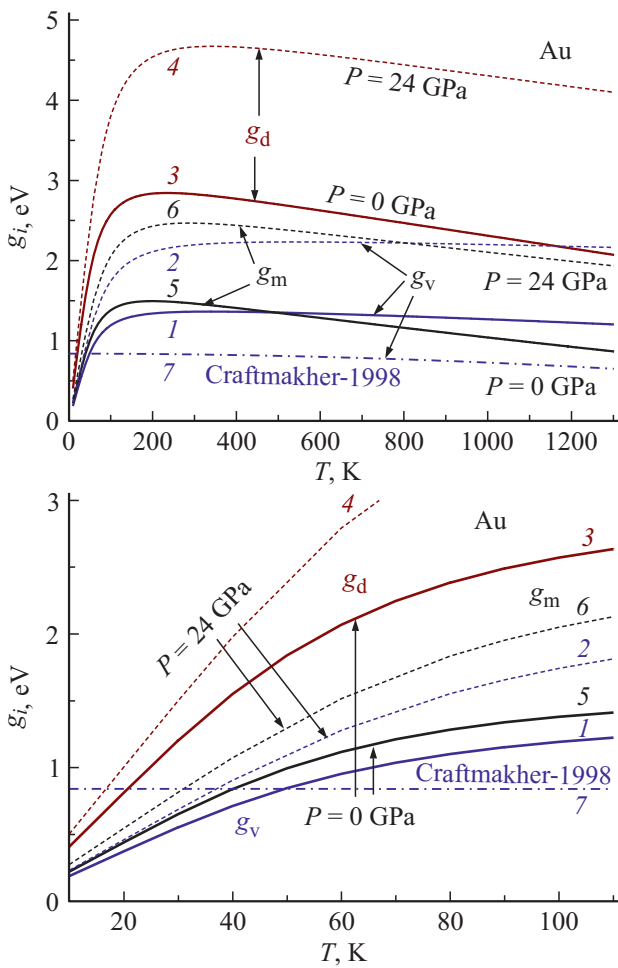 5
Au
4
P = 24 GPa
4
g_d
3
3
P = 0 GPa
6
2
2
g_m
g_v
5
P = 24 GPa
1
1
Craftmakher-1998
7
P = 0 GPa
0
0 200 400 600 800 1000 1200
T, K
g_i, eV
3
4
Au
3
g_d
g_m
6
2
P = 24 GPa
2
5
1
1
Craftmakher-1998
P = 0 GPa
7
g_v
0
20 40 60 80 100
T, K
g_i, eV